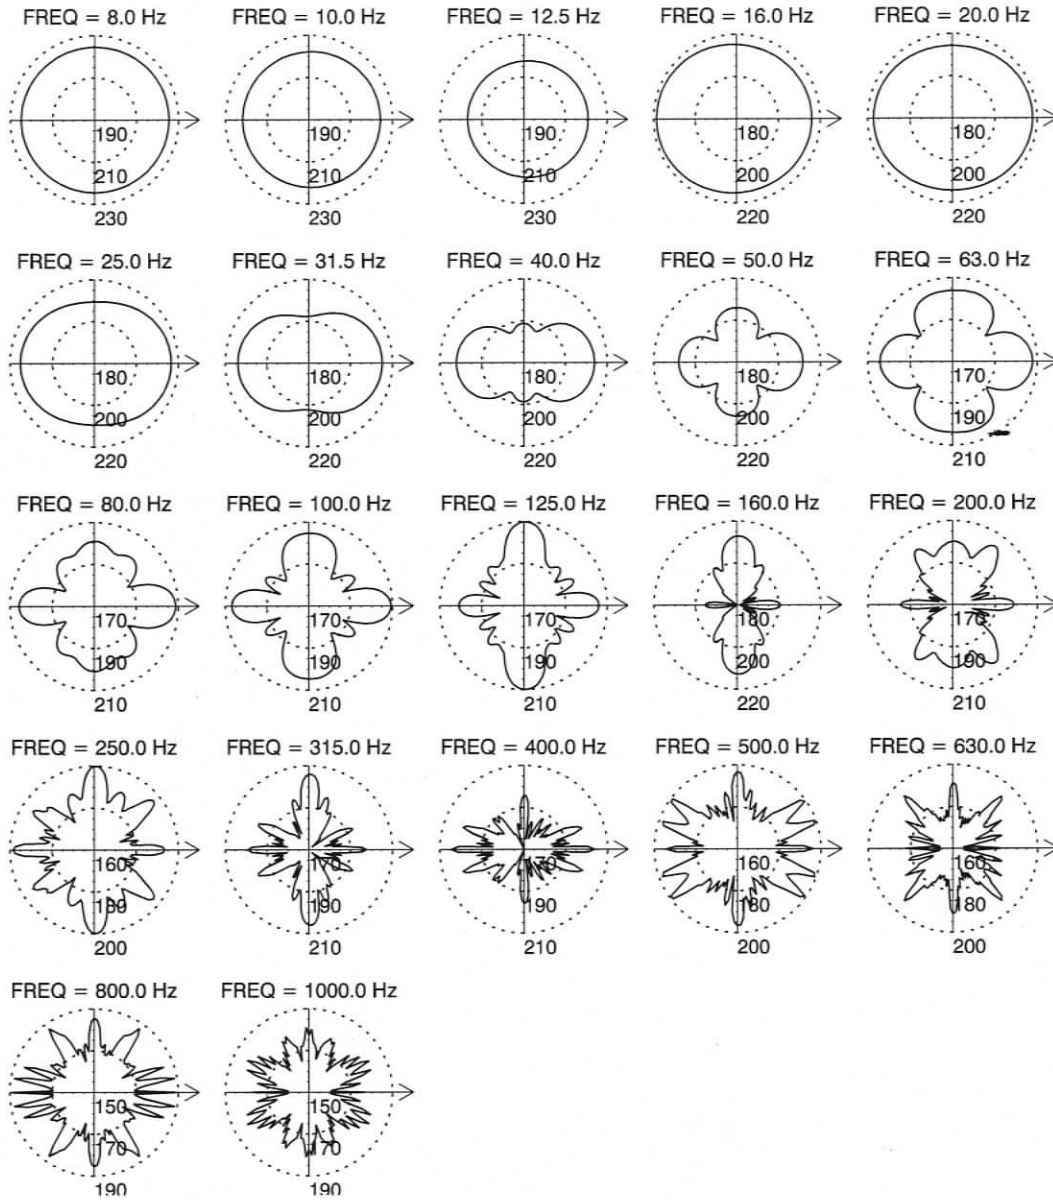 FREQ = 8.0 Hz FREQ = 10.0 Hz FREQ = 12.5 Hz FREQ = 16.0 Hz FREQ = 20.0 Hz
190 190 190 180 180
210 210 210 200 200
230 230 230 220 220
FREQ = 25.0 Hz FREQ = 31.5 Hz FREQ = 40.0 Hz FREQ = 50.0 Hz FREQ = 63.0 Hz
180 180 180 180 170
200 200 200 200 190
220 220 220 220 210
FREQ = 80.0 Hz FREQ = 100.0 Hz FREQ = 125.0 Hz FREQ = 160.0 Hz FREQ = 200.0 Hz
170 170 170 180 170
190 190 190 200 190
210 210 210 220 210
FREQ = 250.0 Hz FREQ = 315.0 Hz FREQ = 400.0 Hz FREQ = 500.0 Hz FREQ = 630.0 Hz
160 170 170 160 160
180 190 190 180 180
200 210 210 200 200
FREQ = 800.0 Hz FREQ = 1000.0 Hz
150 150
170 170
190 190